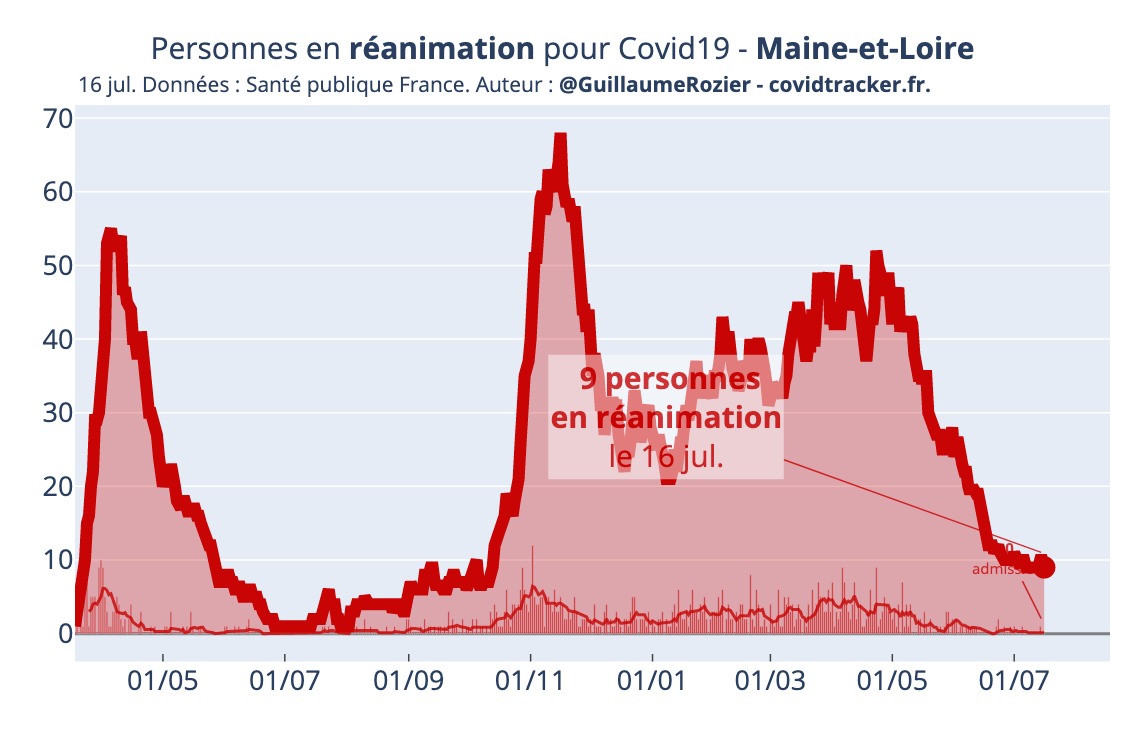 Personnes en réanimation pour Covid19 - Maine-et-Loire
16 jul. Données : Santé publique France. Auteur : @GuillaumeRozier - covidtracker.fr.
70
60
50
40
30
20
10
0
9 personnes
en réanimation
le 16 jul.
0
01/05 01/07 01/09 01/11 01/01 01/03 01/05 01/07